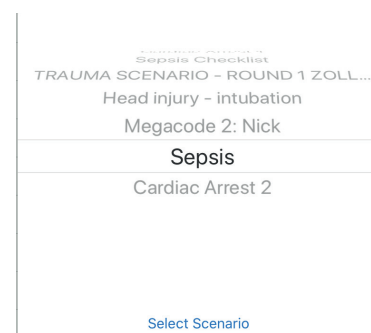 Sepsis Checklist
TRAUMA SCENARIO - ROUND 1 ZOLL...
Head injury - intubation
Megacode 2: Nick
Sepsis
Cardiac Arrest 2
Select Scenario